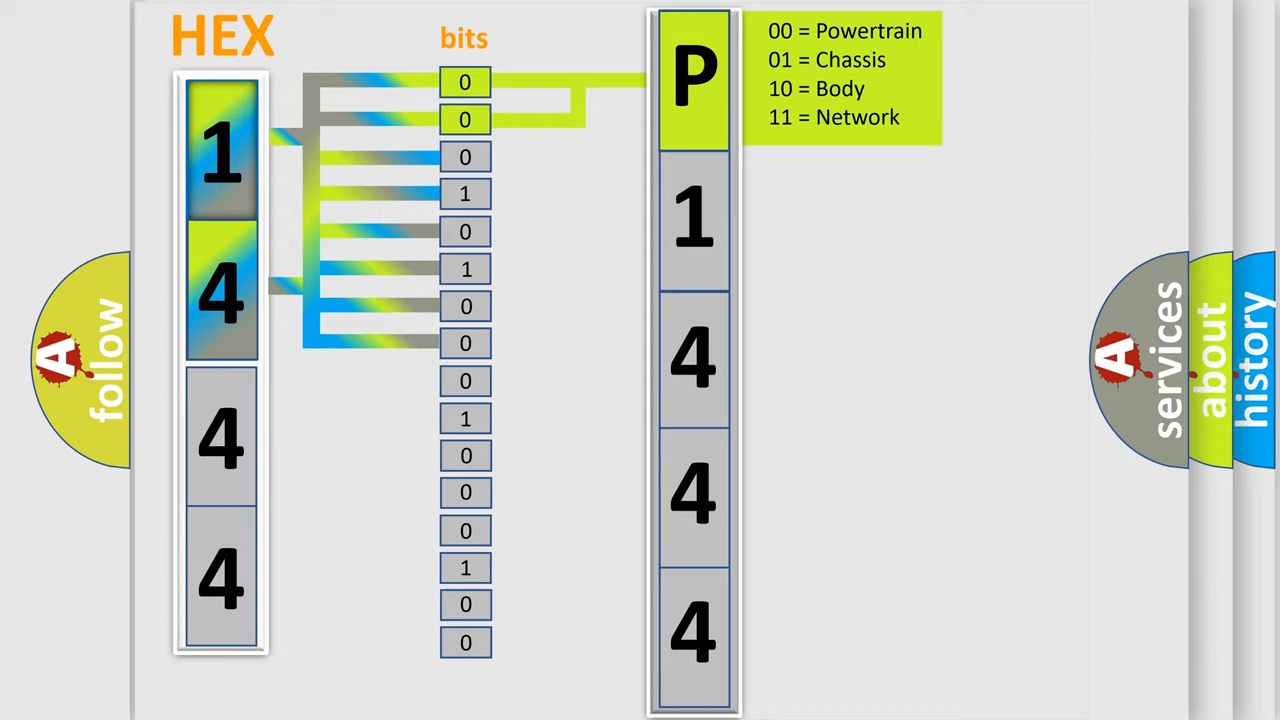 HEX
bits
1
4
4
4
0
0
0
1
0
1
0
0
0
1
0
0
0
1
0
0
P
1
4
4
4
00 = Powertrain
01 = Chassis
10 = Body
11 = Network
A
follow
A
services
about
history